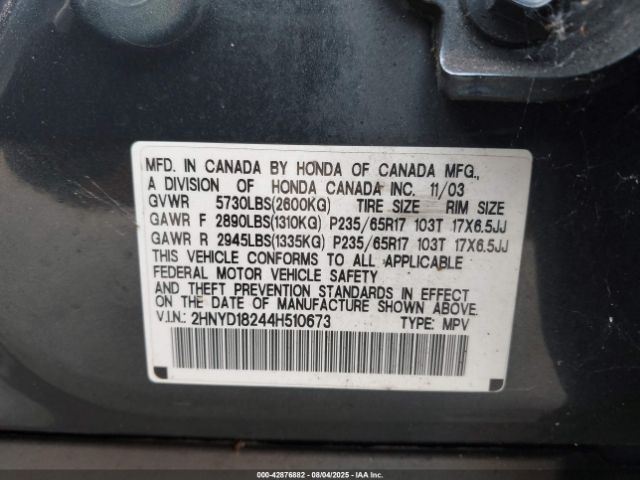 MFD. IN CANADA BY HONDA OF CANADA MFG.,
A DIVISION OF HONDA CANADA INC. 11/03
GVWR 5730LBS(2600KG) TIRE SIZE RIM SIZE
GAWR F 2890LBS(1310KG) P235/65R17 103T 17X6.5JJ
GAWR R 2945LBS(1335KG) P235/65R17 103T 17X6.5JJ
THIS VEHICLE CONFORMS TO ALL APPLICABLE
FEDERAL MOTOR VEHICLE SAFETY
AND THEFT PREVENTION STANDARDS IN EFFECT
ON THE DATE OF MANUFACTURE SHOWN ABOVE.
V.I.N.: 2HNYD18244H510673 TYPE: MPV
000-42876882 - 08/04/2025 - IAAI.COM